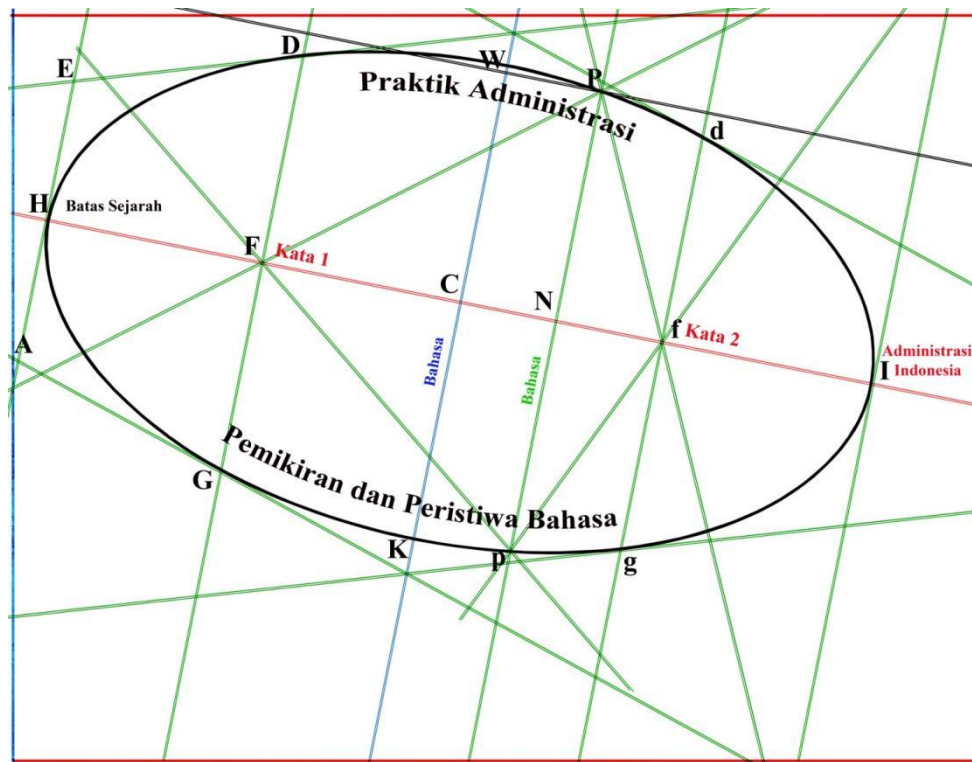 D
W
E
P
Praktik Administrasi
d
H
Batas Sejarah
F
Kata 1
C
N
f
Kata 2
A
Administrasi
I
Indonesia
Bahasa
Bahasa
Pemikiran dan Peristiwa Bahasa
G
K
p
g